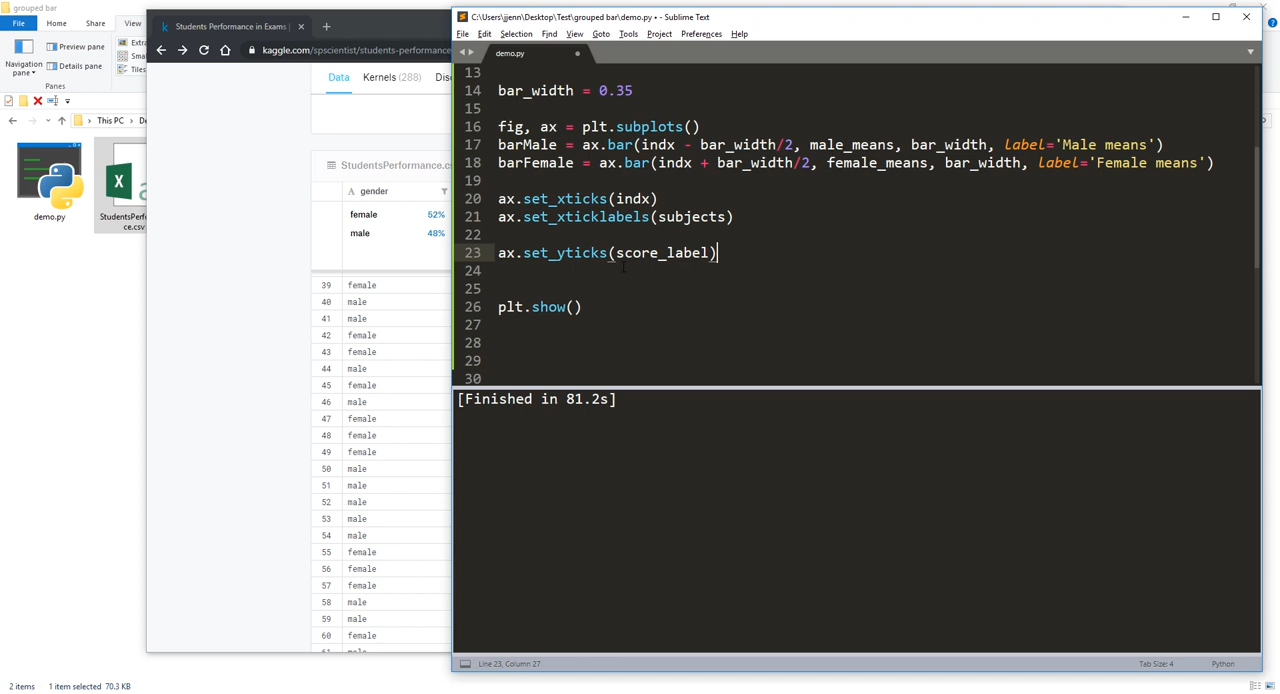 grouped bar
File Home Share View
Navigation pane
Preview pane
Details pane
Extra
Small
Tiles
Panes
This PC
demo.py
StudentsPerf
ce.csv
2 items 1 item selected 70.3 KB
Students Performance in Exams
kaggle.com/spscientist/students-performance
Data Kernels (288)
StudentsPerformance.cs
A gender
female 52%
male 48%
39 female
40 male
41 male
42 female
43 female
44 male
45 female
46 male
47 female
48 female
49 female
50 male
51 male
52 male
53 male
54 male
55 female
56 female
57 female
58 male
59 male
60 female
C:\Users\jjenn\Desktop\Test\grouped bar\demo.py • - Sublime Text
File Edit Selection Find View Goto Tools Project Preferences Help
demo.py
13
14 bar_width = 0.35
15
16 fig, ax = plt.subplots()
17 barMale = ax.bar(indx - bar_width/2, male_means, bar_width, label='Male means')
18 barFemale = ax.bar(indx + bar_width/2, female_means, bar_width, label='Female means')
19
20 ax.set_xticks(indx)
21 ax.set_xticklabels(subjects)
22
23 ax.set_yticks(score_label)
24
25
26 plt.show()
27
28
29
30
[Finished in 81.2s]
Line 23, Column 27 Tab Size: 4 Python